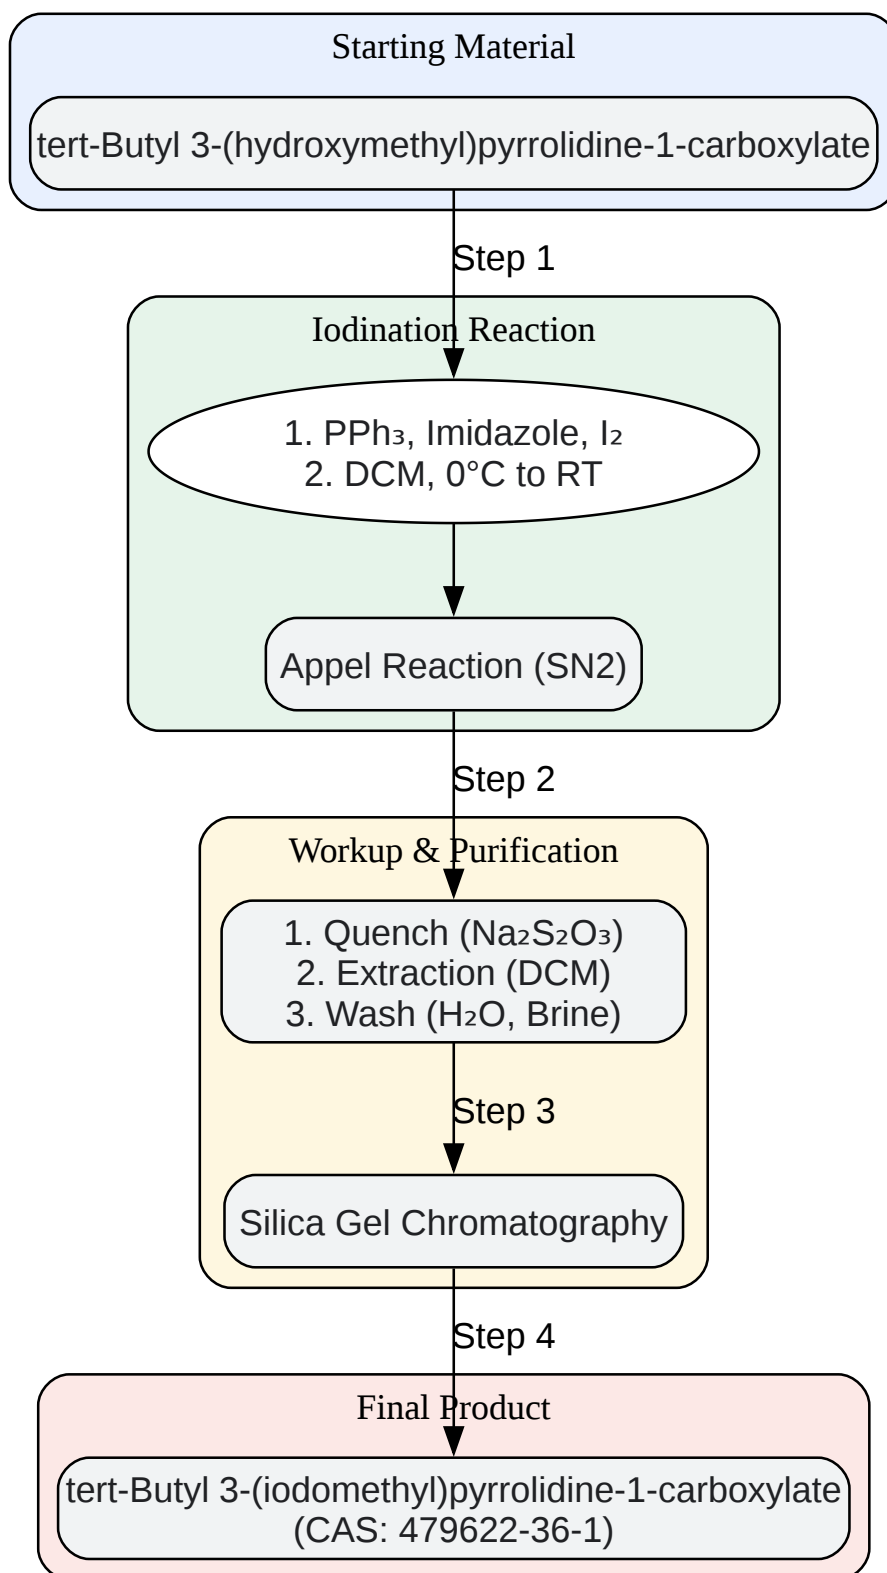 Starting Material
tert-Butyl 3-(hydroxymethyl)pyrrolidine-1-carboxylate
Step 1
Iodination Reaction
1. PPh₃, Imidazole, I₂
2. DCM, 0°C to RT
Appel Reaction (SN2)
Step 2
Workup & Purification
1. Quench (Na₂S₂O₃)
2. Extraction (DCM)
3. Wash (H₂O, Brine)
Step 3
Silica Gel Chromatography
Step 4
Final Product
tert-Butyl 3-(iodomethyl)pyrrolidine-1-carboxylate
(CAS: 479622-36-1)